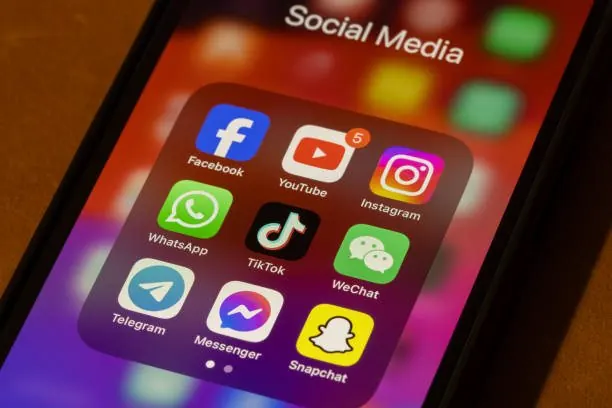 Social Media
5
Facebook
YouTube
Instagram
WhatsApp
TikTok
WeChat
Telegram
Messenger
Snapchat